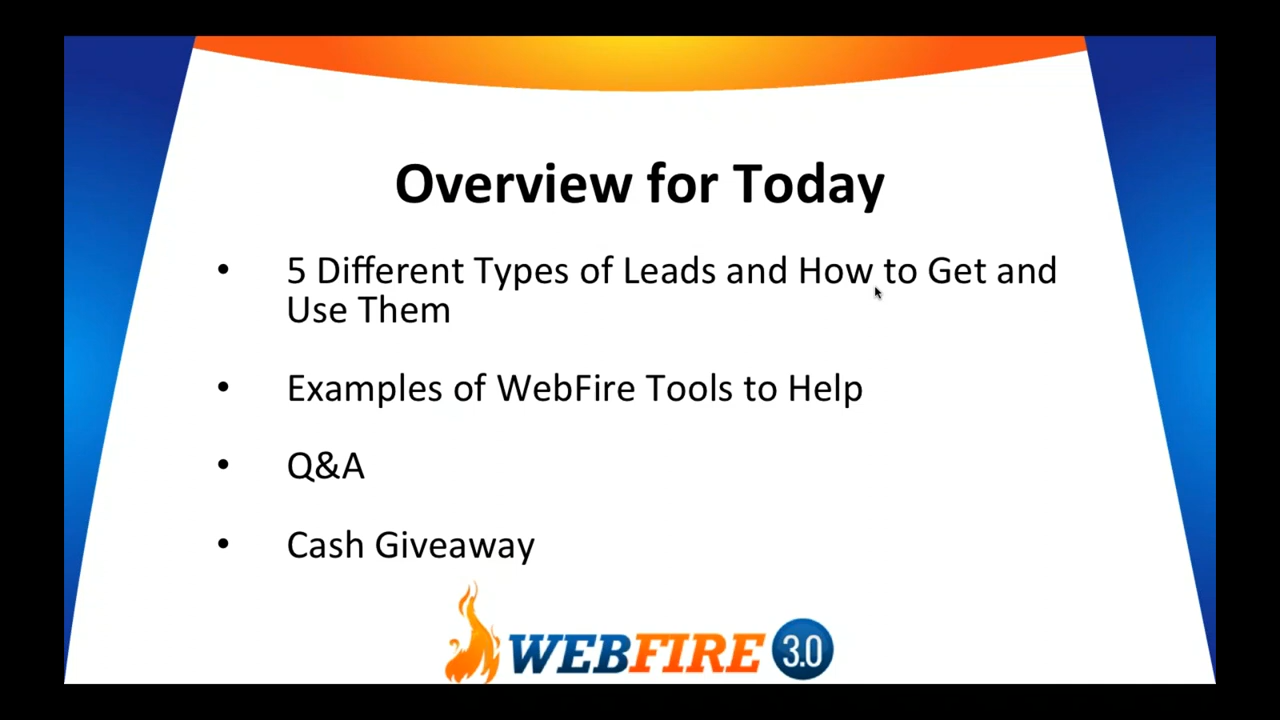 Overview for Today
• 5 Different Types of Leads and How to Get and
Use Them
• Examples of WebFire Tools to Help
• Q&A
• Cash Giveaway
WEBFIRE 3.0